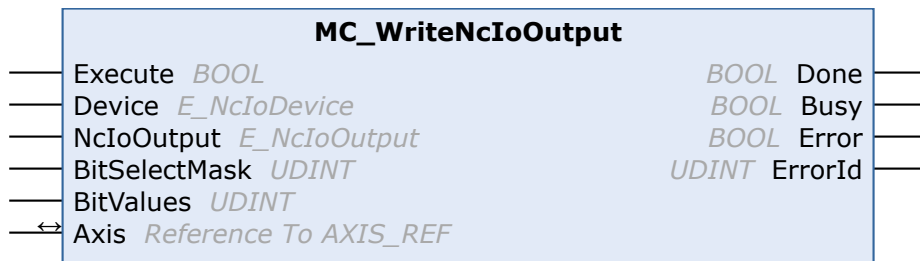 MC_WriteNcIoOutput
Execute BOOL BOOL Done
Device E_NcIoDevice BOOL Busy
NcIoOutput E_NcIoOutput BOOL Error
BitSelectMask UDINT UDINT ErrorId
BitValues UDINT
↔ Axis Reference To AXIS_REF